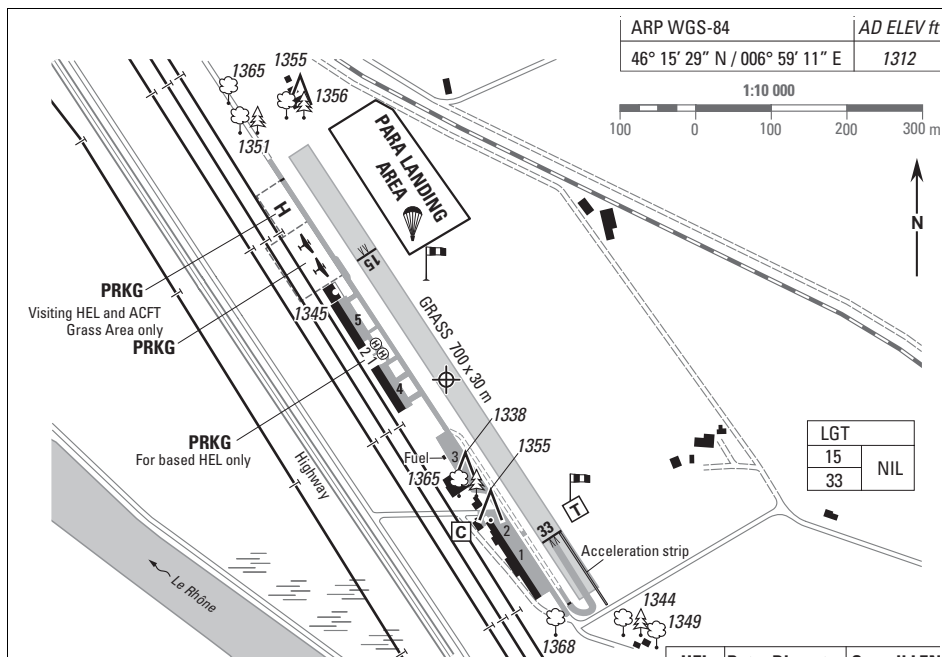 ARP WGS-84
AD ELEV ft
46° 15’ 29” N / 006° 59’ 11” E
1312
1:10 000
100 0 100 200 300 m
N
1365
1355
1356
1351
PARA LANDING
AREA
H
15
PRKG
Visiting HEL and ACFT
Grass Area only
PRKG
1345
5
H
H
2
1
4
GRASS 700 x 30 m
PRKG
For based HEL only
1338
1355
Fuel
3
1365
Highway
C
2
1
33
T
Acceleration strip
LGT
15
33
NIL
Le Rhône
1368
1344
1349